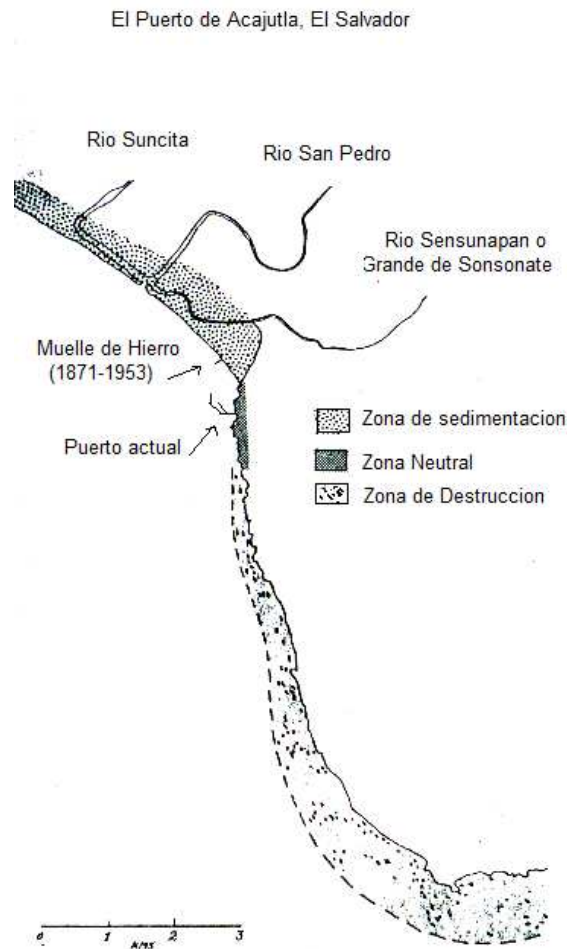 El Puerto de Acajutla, El Salvador
Rio Suncita
Rio San Pedro
Rio Sensunapan o
Grande de Sonsonate
Muelle de Hierro
(1871-1953)
Puerto actual
Zona de sedimentacion
Zona Neutral
Zona de Destruccion
0 1 2 3
KMS